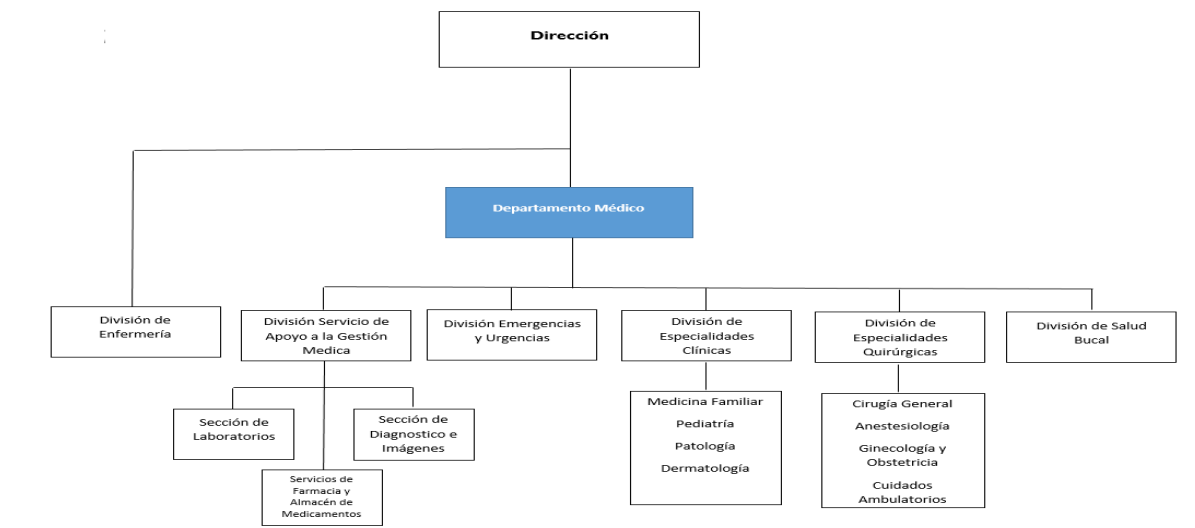 Dirección
Departamento Médico
División de
Enfermería
División Servicio de
Apoyo a la Gestión
Medica
División Emergencias
y Urgencias
División de
Especialidades
Clínicas
División de
Especialidades
Quirúrgicas
División de Salud
Bucal
Sección de
Laboratorios
Sección de
Diagnostico e
Imágenes
Servicios de
Farmacia y
Almacén de
Medicamentos
Medicina Familiar
Pediatría
Patología
Dermatología
Cirugía General
Anestesiología
Ginecología y
Obstetricia
Cuidados
Ambulatorios